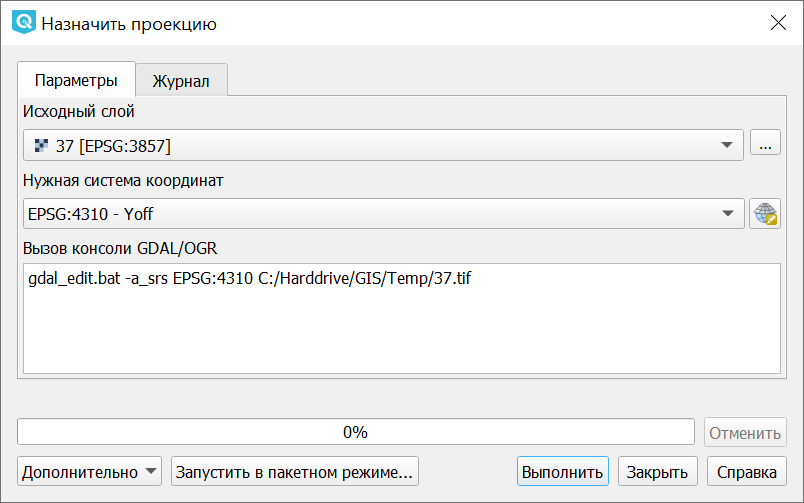 Назначить проекцию
Параметры
Журнал
Исходный слой
37 [EPSG:3857]
...
Нужная система координат
EPSG:4310 - Yoff
Вызов консоли GDAL/OGR
gdal_edit.bat -a_srs EPSG:4310 C:/Harddrive/GIS/Temp/37.tif
0%
Отменить
Дополнительно
Запустить в пакетном режиме...
Выполнить
Закрыть
Справка